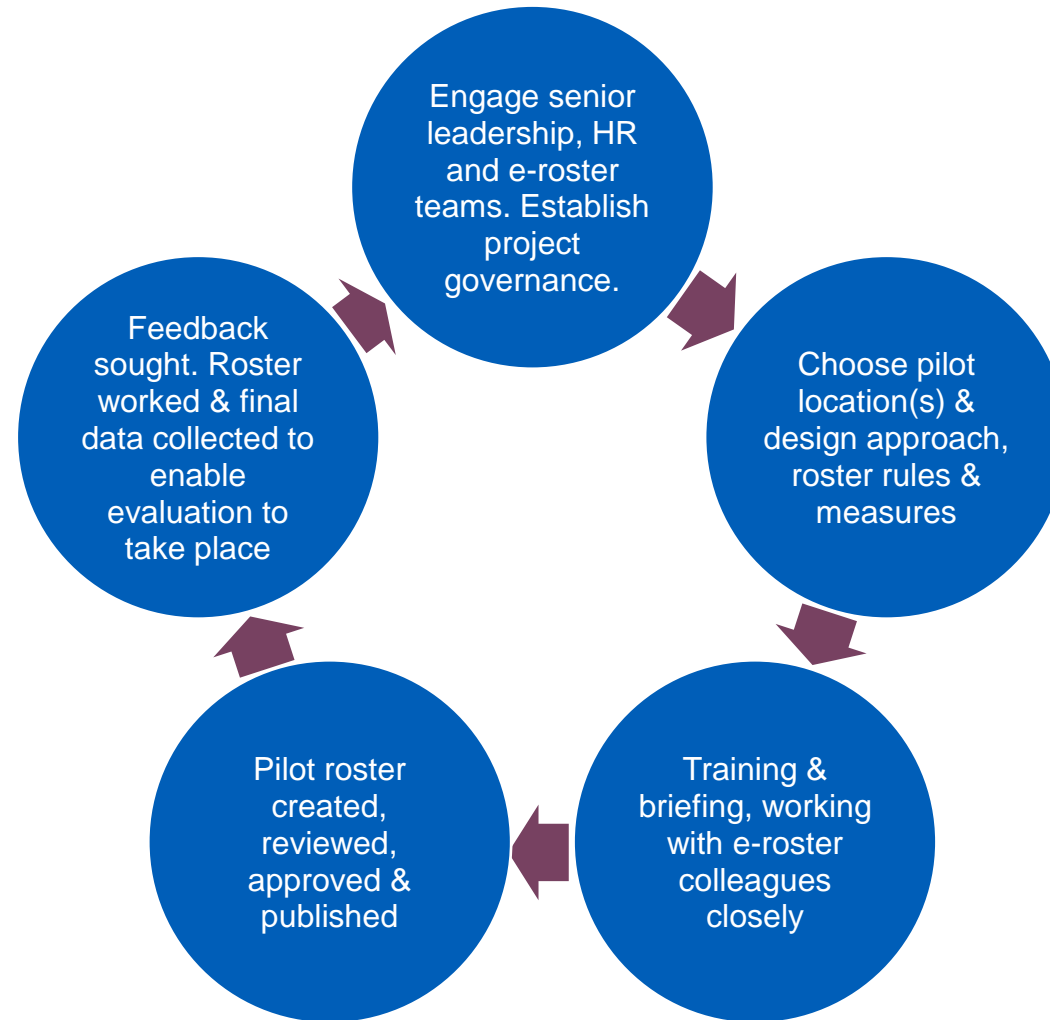 Engage senior
leadership, HR
and e-roster
teams. Establish
project
governance.
Choose pilot
location(s) &
design approach,
roster rules &
measures
Training &
briefing, working
with e-roster
colleagues
closely
Pilot roster
created,
reviewed,
approved &
published
Feedback
sought. Roster
worked & final
data collected to
enable
evaluation to
take place